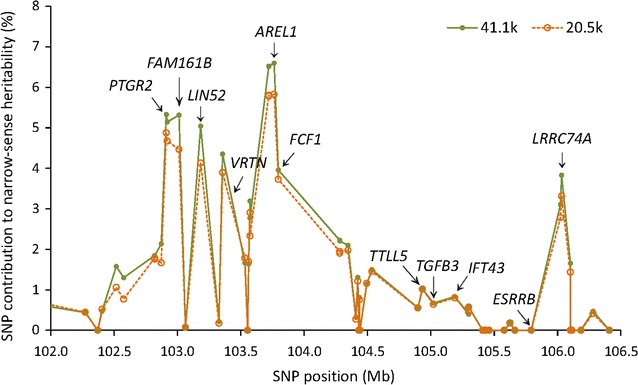 41.1k 20.5k
SNP contribution to narrow-sense heritability (%)
8
7
6
5
4
3
2
1
0
PTGR2
FAM161B
LIN52
VRTN
AREL1
FCF1
TTLL5
TGFB3
IFT43
ESRRB
LRRC74A
102.0 102.5 103.0 103.5 104.0 104.5 105.0 105.5 106.0 106.5
SNP position (Mb)